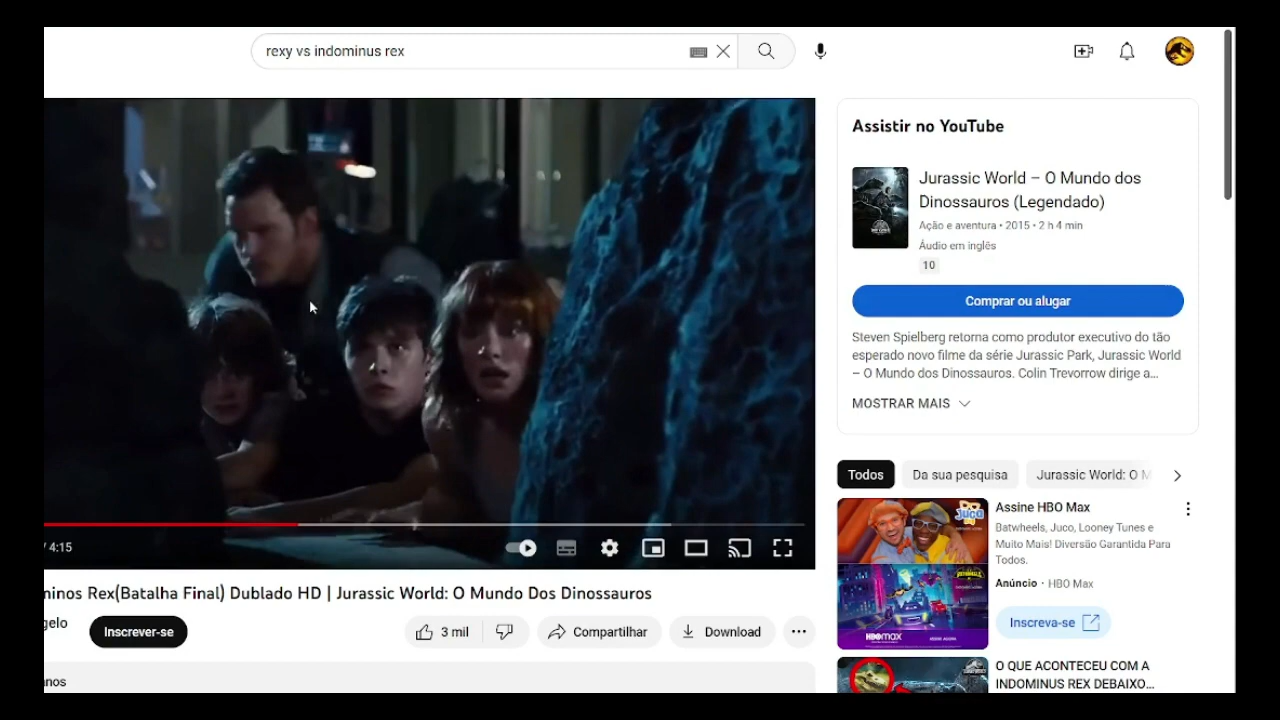 rexy vs indominus rex
Assistir no YouTube
Jurassic World – O Mundo dos
Dinossauros (Legendado)
Ação e aventura • 2015 • 2 h 4 min
Áudio em inglês
10
Comprar ou alugar
Steven Spielberg retorna como produtor executivo do tão
esperado novo filme da série Jurassic Park, Jurassic World
– O Mundo dos Dinossauros. Colin Trevorrow dirige a...
MOSTRAR MAIS
Todos
Da sua pesquisa
Jurassic World: O M
Assine HBO Max
Batwheels, Juco, Looney Tunes e
Muito Mais! Diversão Garantida Para
Todos.
Anúncio · HBO Max
Inscreva-se
HBOMAX
O QUE ACONTECEU COM A
INDOMINUS REX DEBAIXO...
/ 4:15
ninos Rex(Batalha Final) Dublado HD | Jurassic World: O Mundo Dos Dinossauros
gelo
Inscrever-se
3 mil
Compartilhar
Download
anos